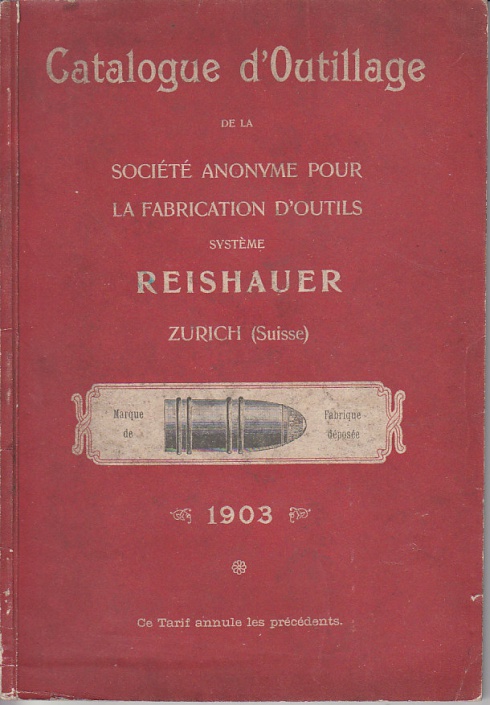 Catalogue d'Outillage
DE LA
SOCIÉTÉ ANONYME POUR
LA FABRICATION D'OUTILS
SYSTÈME
REISHAUER
ZURICH (Suisse)
Marque
de
Fabrique
déposée
1903
Ce Tarif annule les précédents.